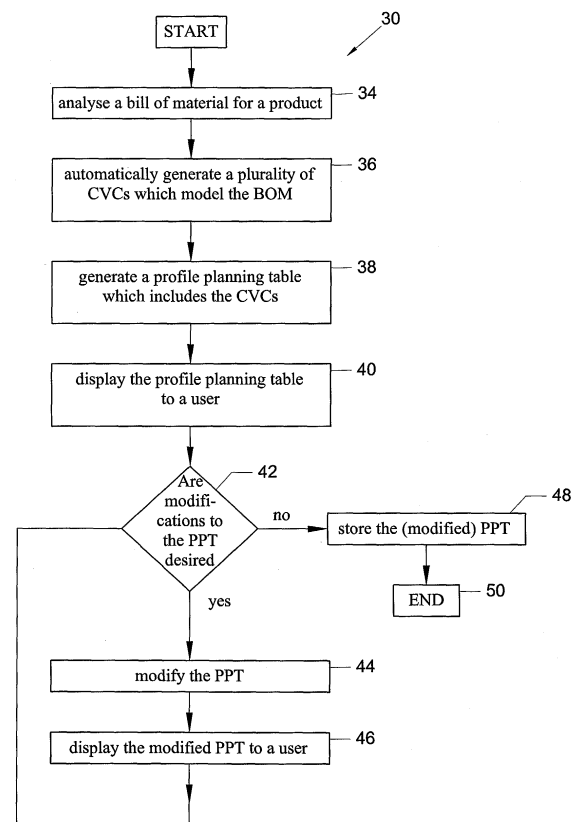 START
30
analyse a bill of material for a product
34
automatically generate a plurality of
CVCs which model the BOM
36
generate a profile planning table
which includes the CVCs
38
display the profile planning table
to a user
40
42
Are
modifi-
cations to
the PPT
desired
no
48
store the (modified) PPT
END
50
yes
modify the PPT
44
display the modified PPT to a user
46